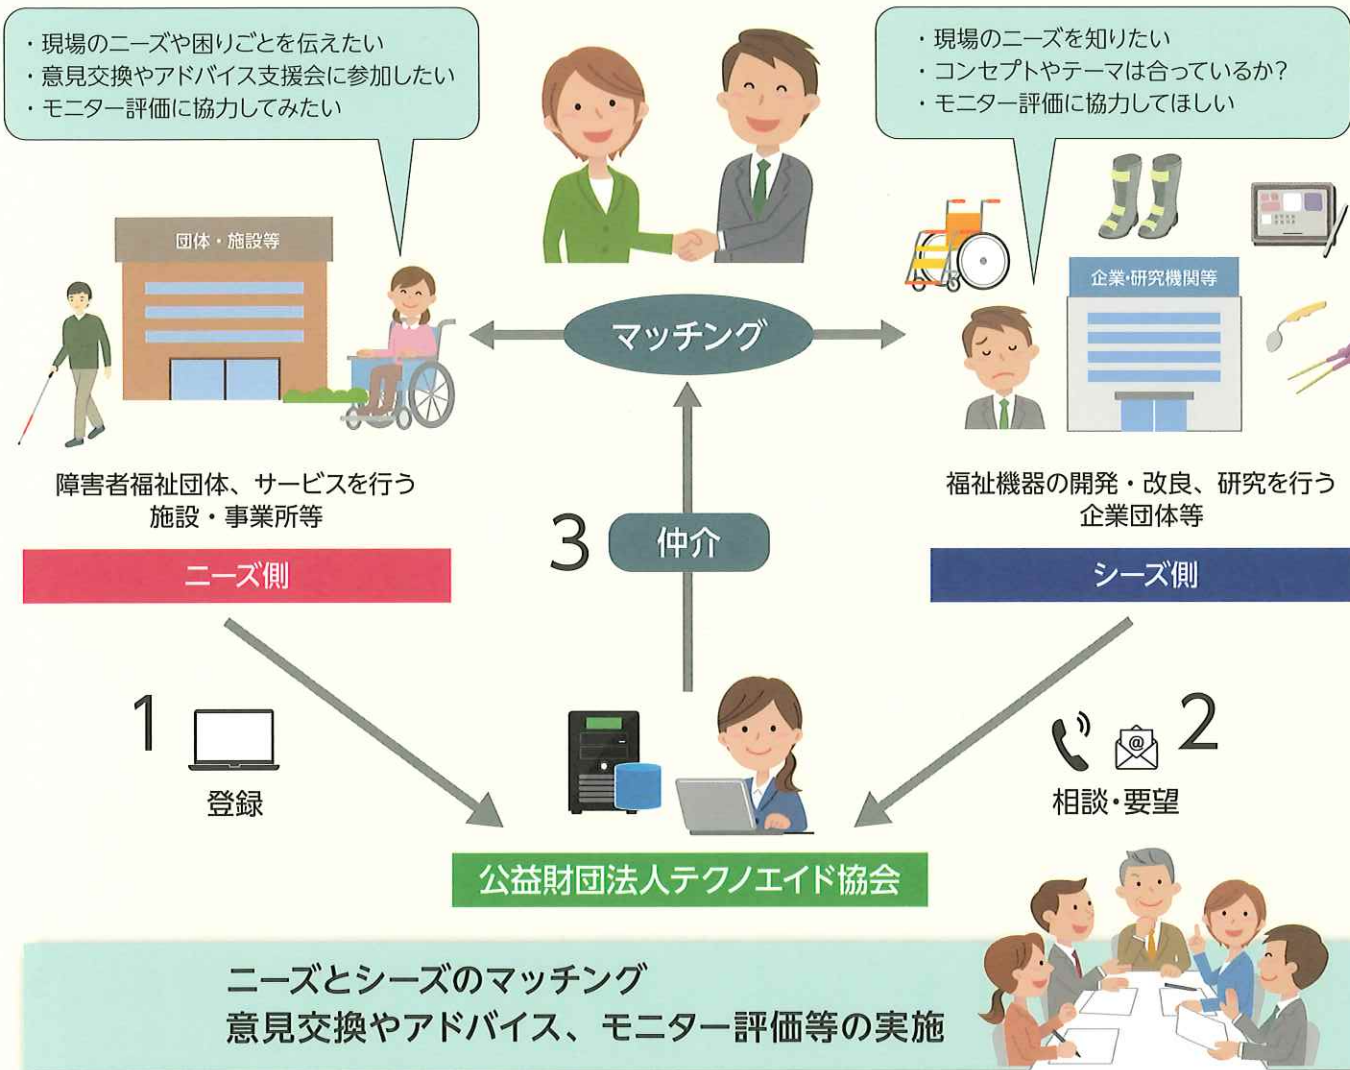 ・現場のニーズや困りごとを伝えたい
・意見交換やアドバイス支援会に参加したい
・モニター評価に協力してみたい
・現場のニーズを知りたい
・コンセプトやテーマは合っているか?
・モニター評価に協力してほしい
団体・施設等
企業・研究機関等
マッチング
障害者福祉団体、サービスを行う
施設・事業所等
福祉機器の開発・改良、研究を行う
企業団体等
3 仲介
ニーズ側
シーズ側
1
登録
@
2
相談・要望
公益財団法人テクノエイド協会
ニーズとシーズのマッチング
意見交換やアドバイス、モニター評価等の実施